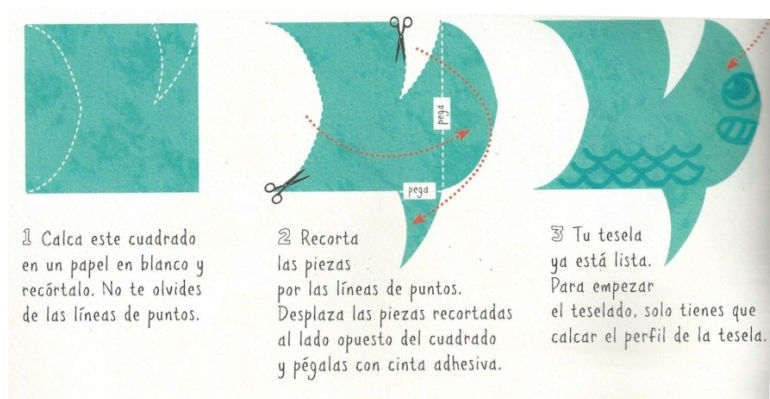 pega
pega
1 Calca este cuadrado
en un papel en blanco y
recórtalo. No te olvides
de las líneas de puntos.
2 Recorta
las piezas
por las líneas de puntos.
Desplaza las piezas recortadas
al lado opuesto del cuadrado
y pégalas con cinta adhesiva.
3 Tu tesela
ya está lista.
Para empezar
el teselado, solo tienes que
calcar el perfil de la tesela.